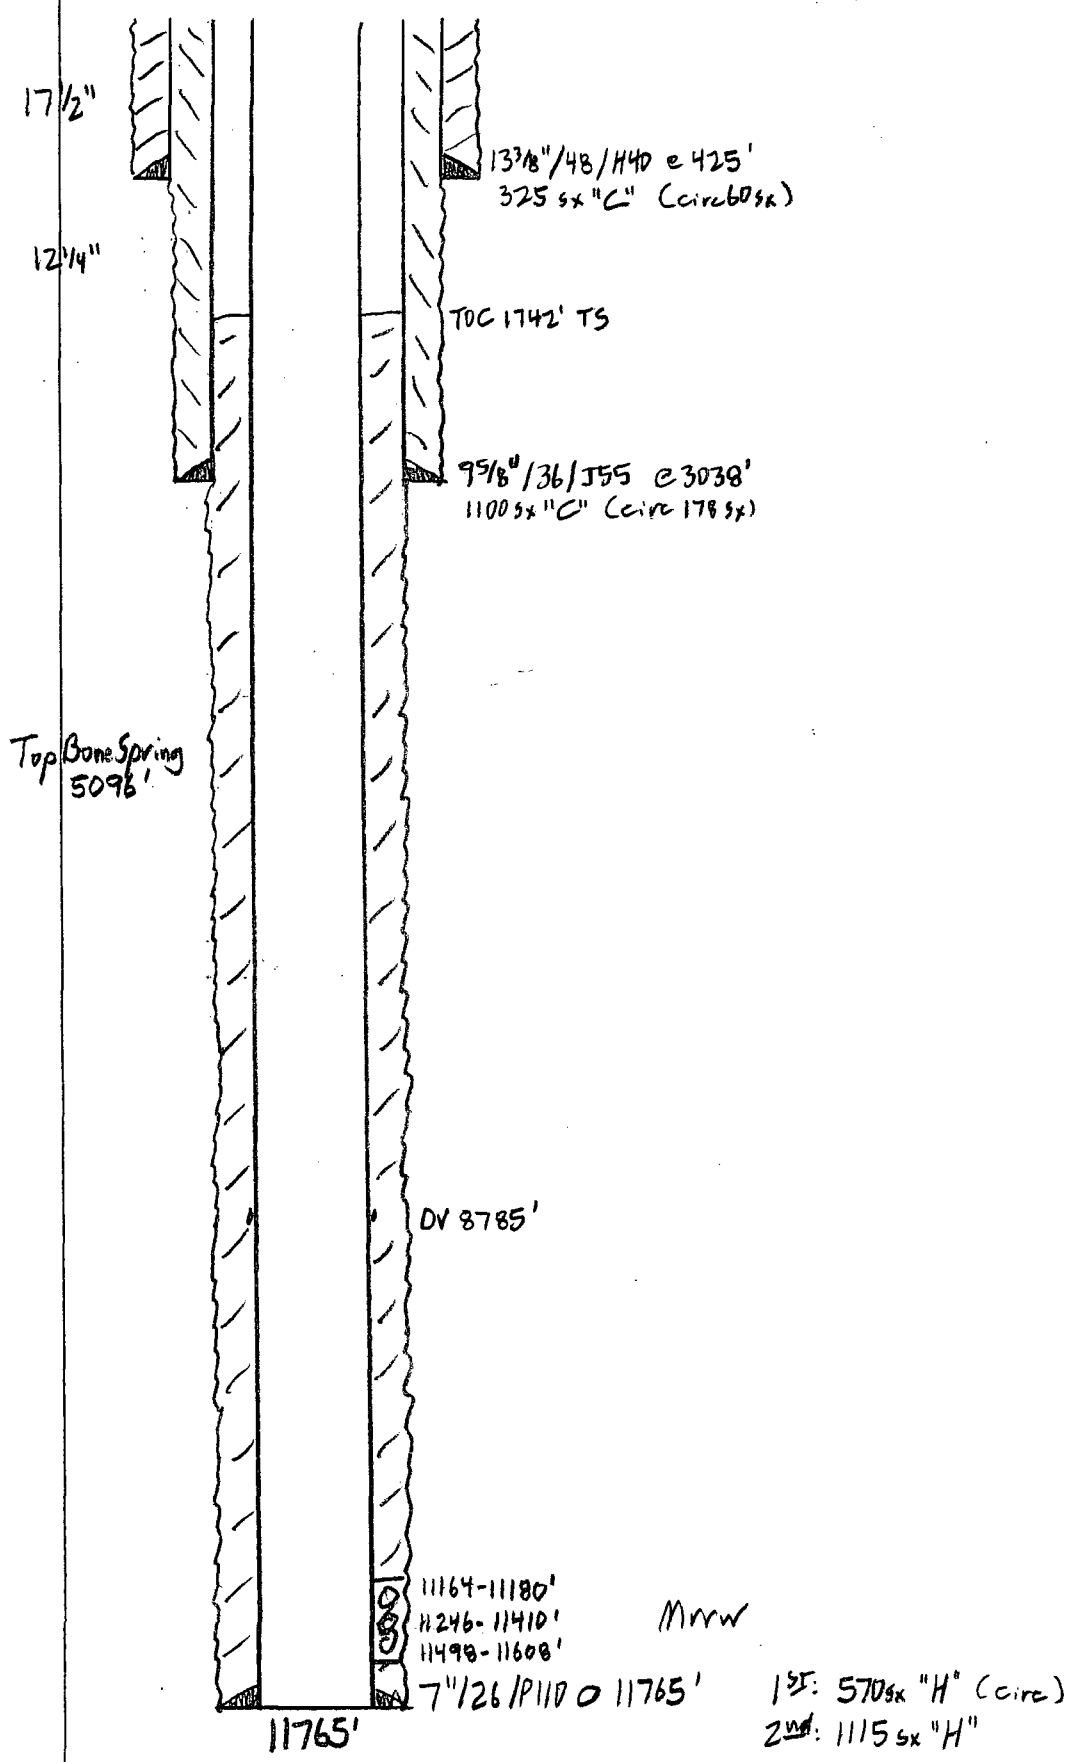 17 1/2"
13 3/8"/48/H40 @ 425'
325 sx "C" (circ 60 sx)
12 1/4"
TOC 1742' TS
9 5/8"/36/J55 @ 3038'
1100 sx "C" (circ 178 sx)
Top Bone Spring
5096'
DV 8785'
11164-11180'
11246-11410'
11498-11608'
Mrrw
7"/26/P110 @ 11765'
1st: 570 sx "H" (circ)
2nd: 1115 sx "H"
11765'